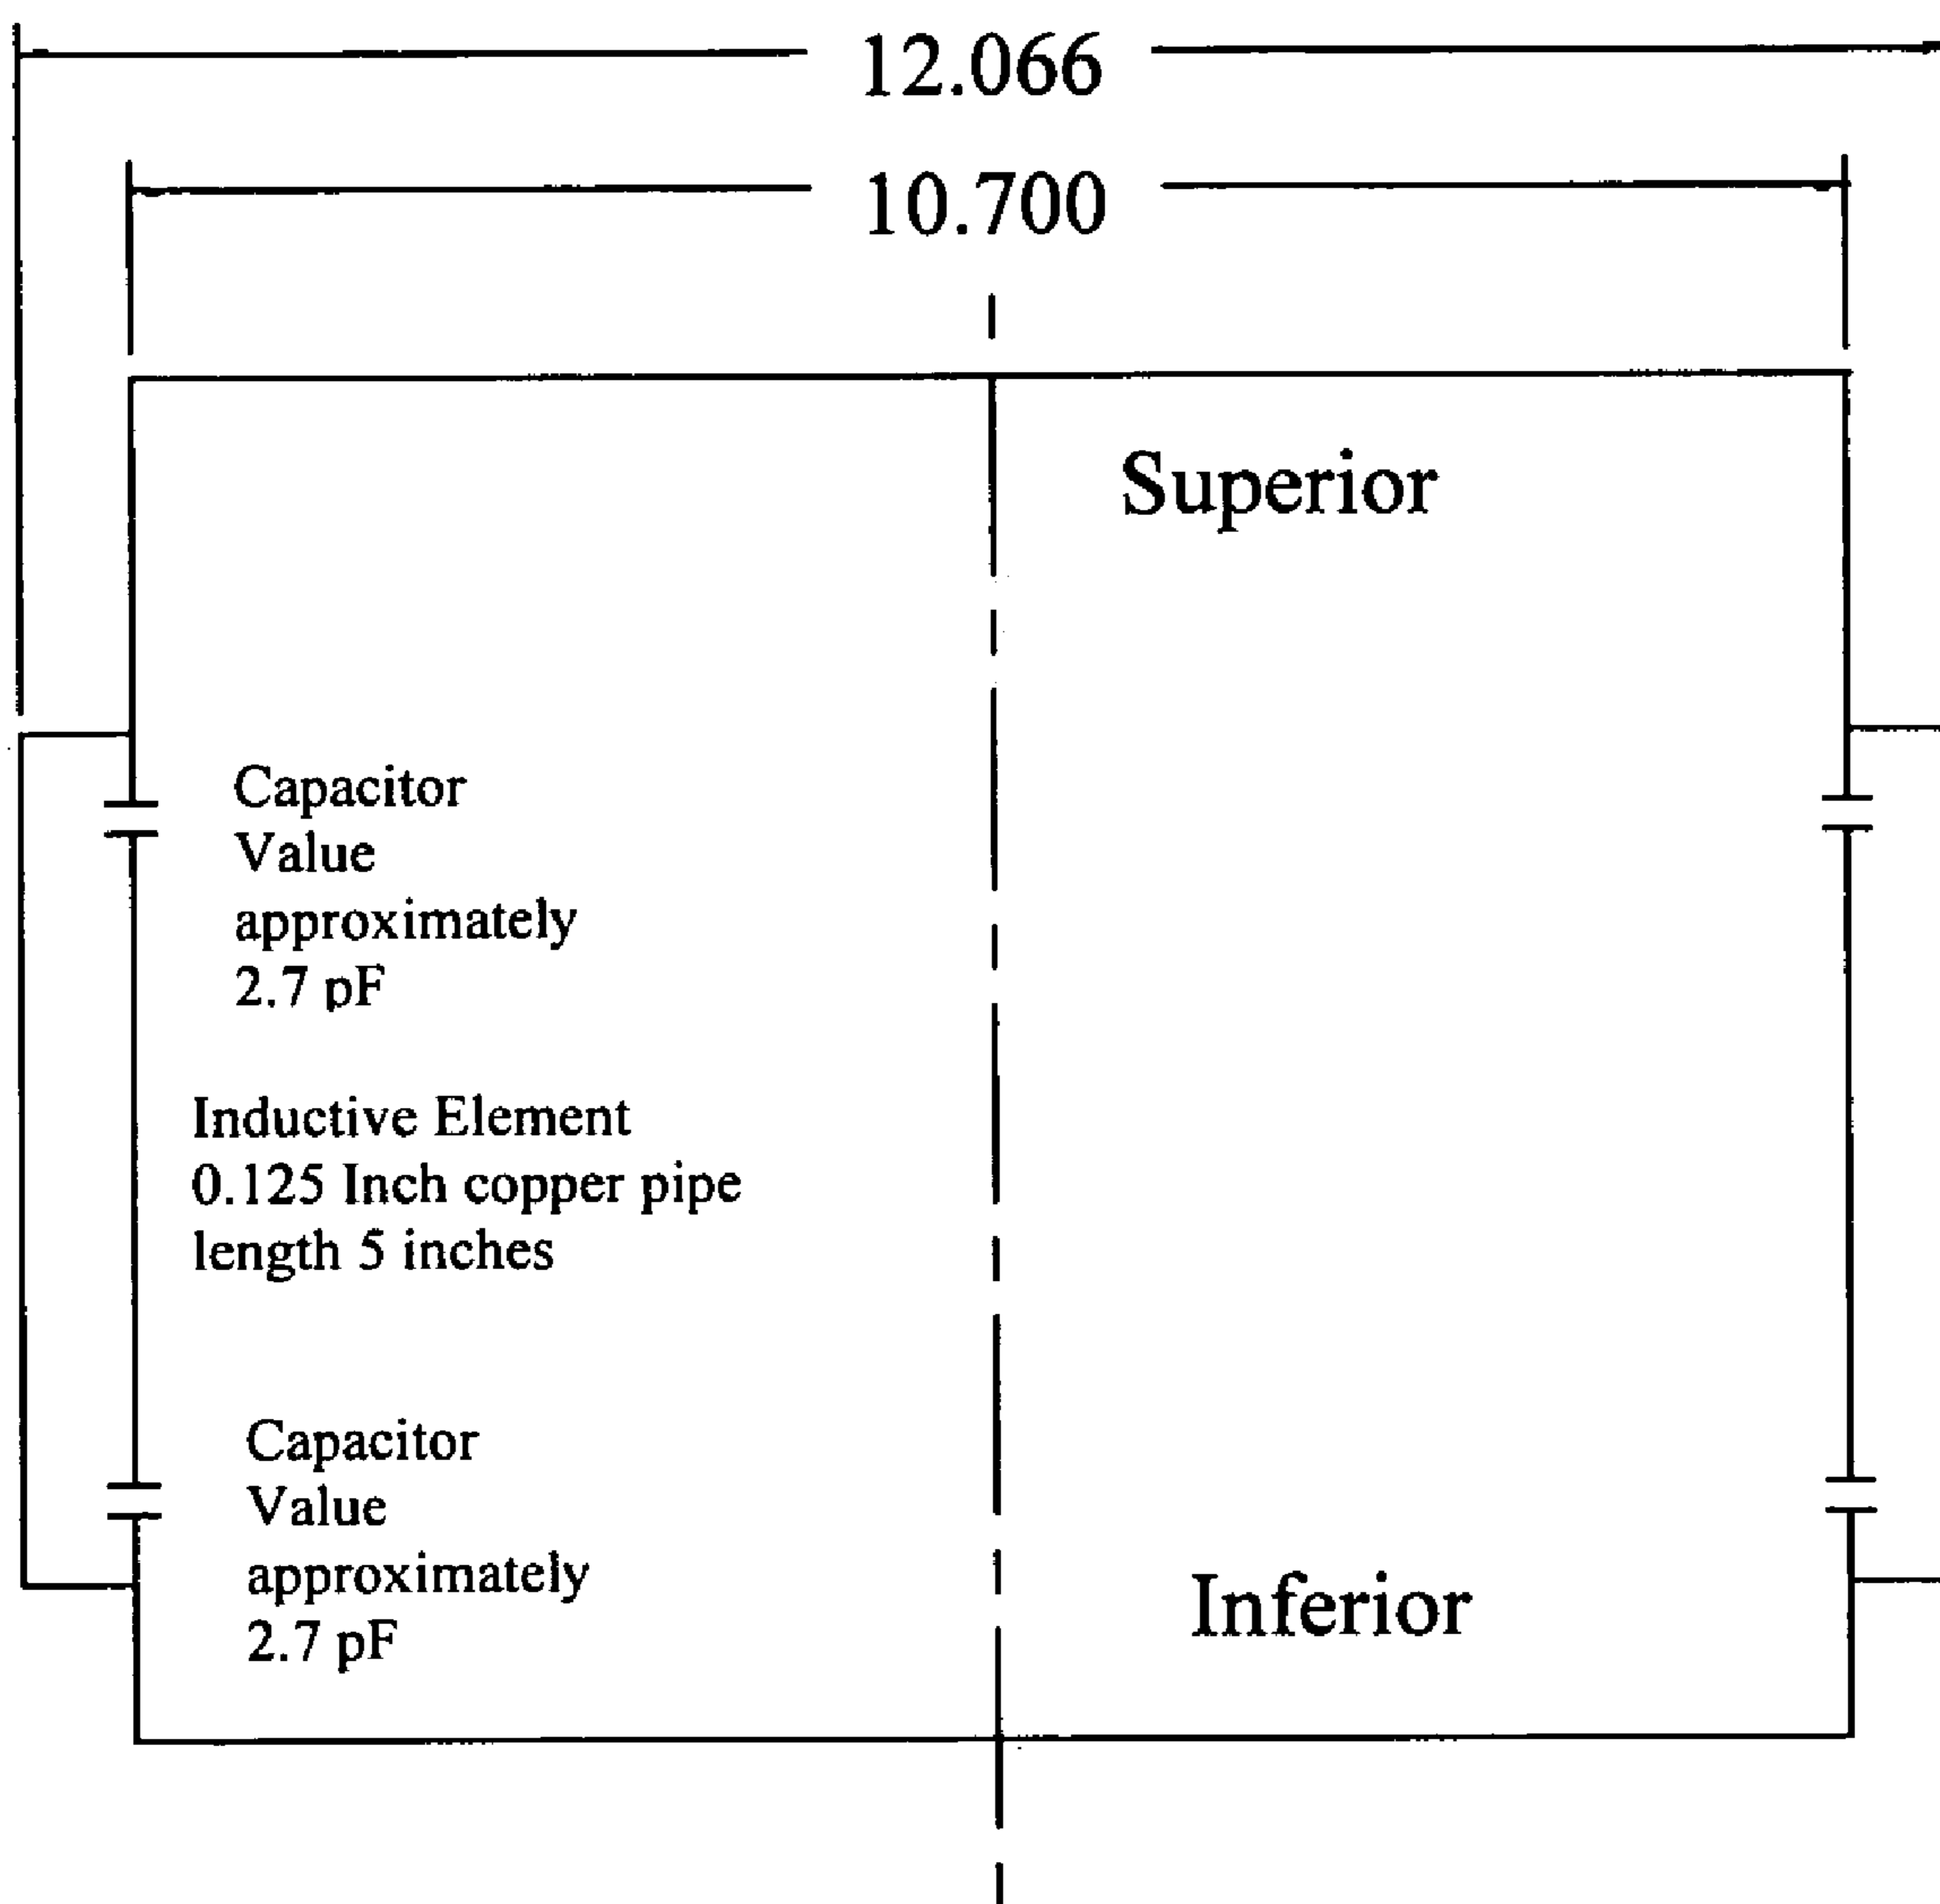 12.066
10.700
Superior
Capacitor
Value
approximately
2.7 pF
Inductive Element
0.125 Inch copper pipe
length 5 inches
Capacitor
Value
approximately
2.7 pF
Inferior